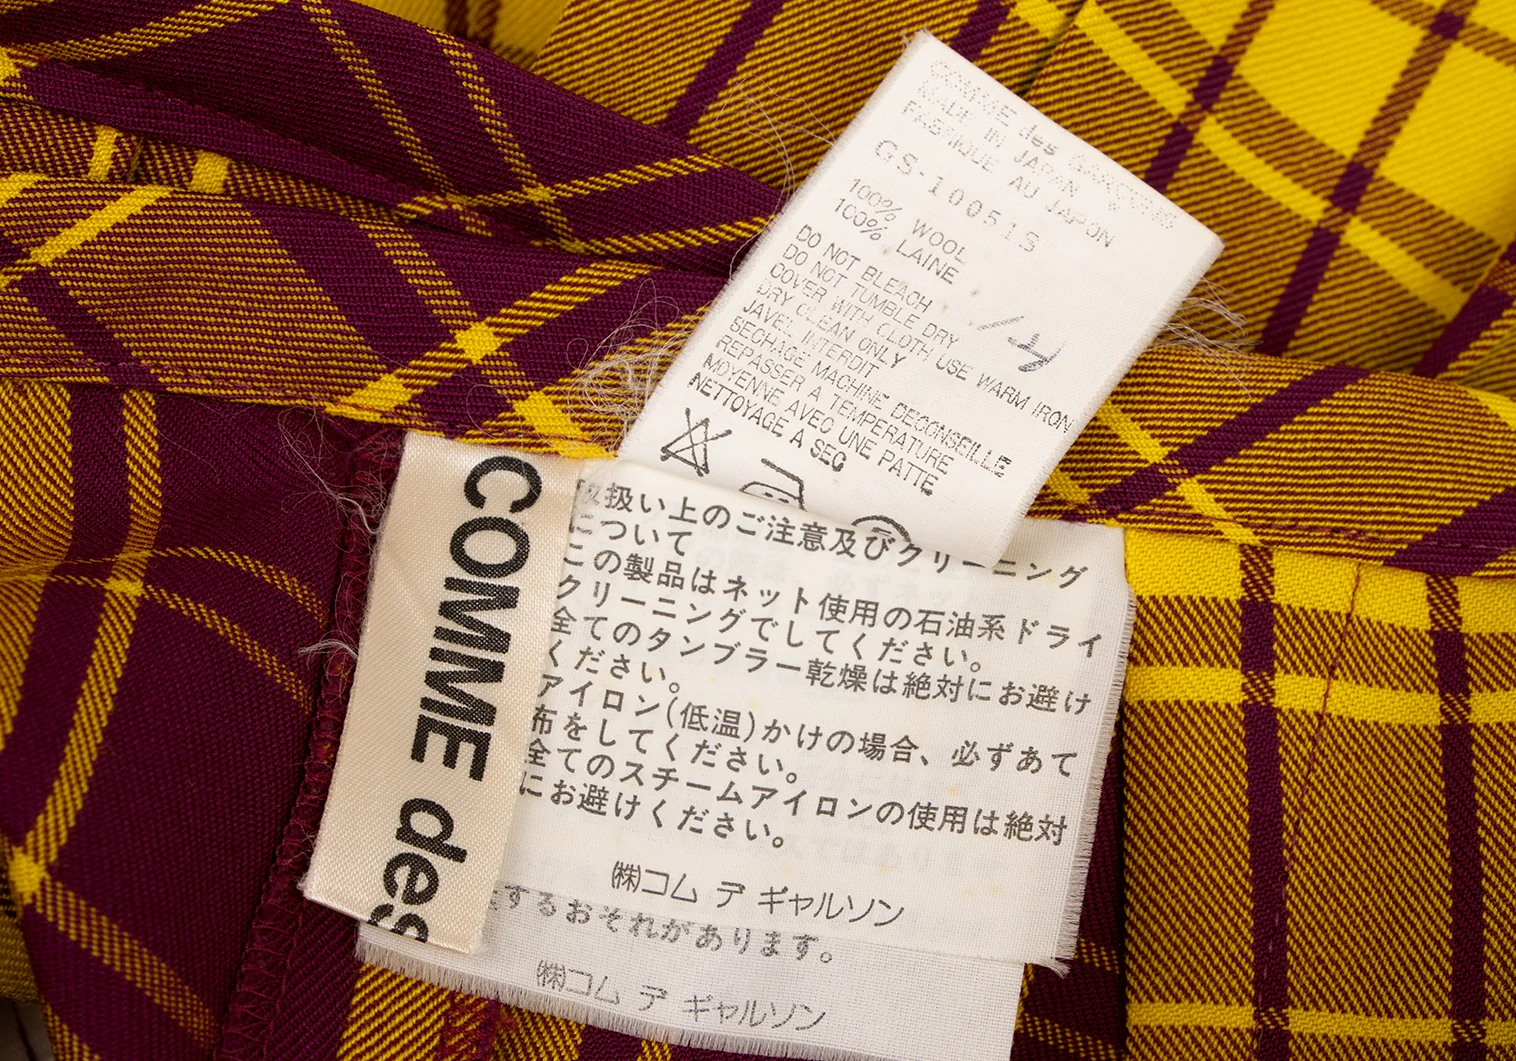 COMME des GARÇONS
MADE IN JAPAN
FABRIQUE AU JAPON
GS-10051S
100% WOOL
100% LAINE
DO NOT BLEACH
DO NOT TUMBLE DRY
COVER WITH CLOTH USE WARM IRON
DRY CLEAN ONLY
JAVEL INTERDIT
SECHAGE MACHINE DECONSEILLE
REPASSER A TEMPERATURE
MOYENNE AVEC UNE PATTE
NETTOYAGE A SEC
COMME des
取扱い上のご注意及びクリーニング
について
この製品はネット使用の石油系ドライ
クリーニングでしてください。
全てのタンブラー乾燥は絶対にお避け
ください。
アイロン(低温)かけの場合、必ずあて
布をしてください。
全てのスチームアイロンの使用は絶対
にお避けください。
㈱コム デ ギャルソン
するおそれがあります。
㈱コム デ ギャルソン